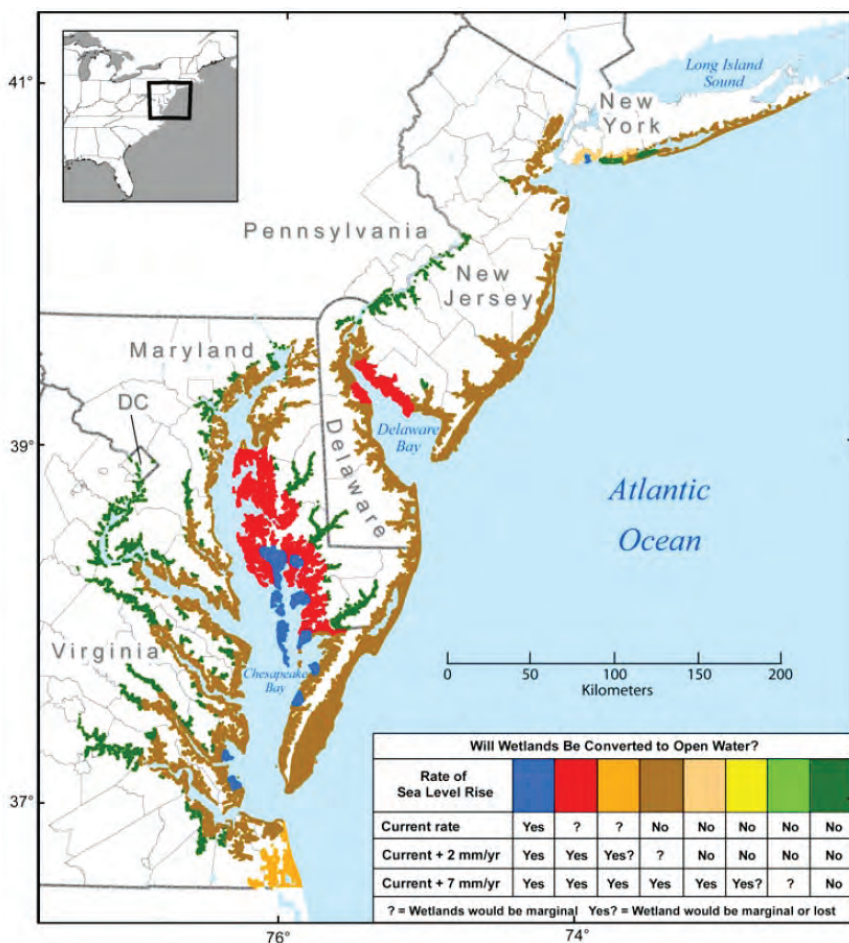 41°
Long Island
Sound
New
York
Pennsylvania
New
Jersey
Maryland
DC
39°
Delaware
Delaware
Bay
Atlantic
Ocean
Virginia
Chesapeake
Bay
0 50 100 150 200
Kilometers
37°
76° 74°
Will Wetlands Be Converted to Open Water?
Rate of
Sea Level Rise
Current rate Yes ? ? No No No No No
Current + 2 mm/yr Yes Yes Yes? ? No No No No
Current + 7 mm/yr Yes Yes Yes Yes Yes Yes? ? No
? = Wetlands would be marginal Yes? = Wetland would be marginal or lost